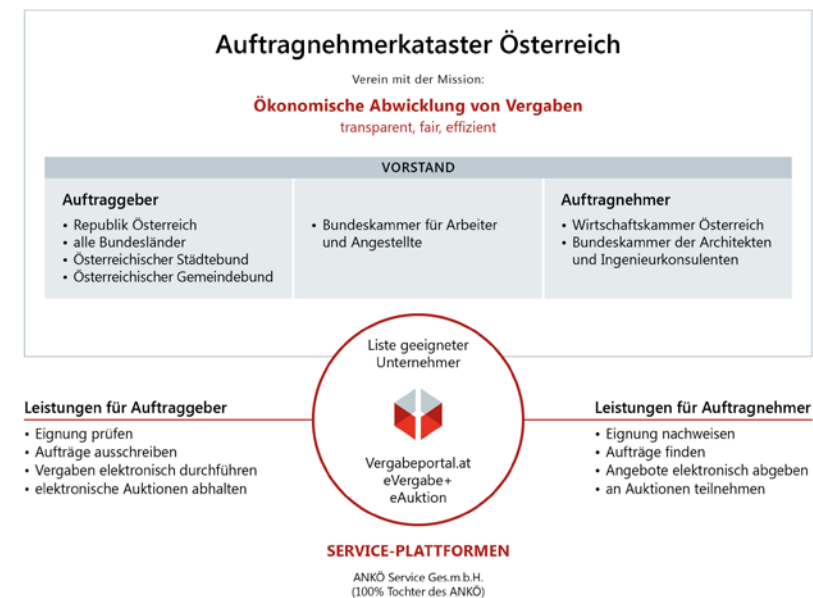 Auftragnehmerkataster Österreich
Verein mit der Mission:
Ökonomische Abwicklung von Vergaben
transparent, fair, effizient
VORSTAND
Auftraggeber
• Republik Österreich
• alle Bundesländer
• Österreichischer Städtebund
• Österreichischer Gemeindebund
• Bundeskammer für Arbeiter
und Angestellte
Auftragnehmer
• Wirtschaftskammer Österreich
• Bundeskammer der Architekten
und Ingenieurkonsulenten
Liste geeigneter
Unternehmer
Vergabeportal.at
eVergabe+
eAuktion
Leistungen für Auftraggeber
• Eignung prüfen
• Aufträge ausschreiben
• Vergaben elektronisch durchführen
• elektronische Auktionen abhalten
Leistungen für Auftragnehmer
• Eignung nachweisen
• Aufträge finden
• Angebote elektronisch abgeben
• an Auktionen teilnehmen
SERVICE-PLATTFORMEN
ANKÖ Service Ges.m.b.H.
(100% Tochter des ANKÖ)